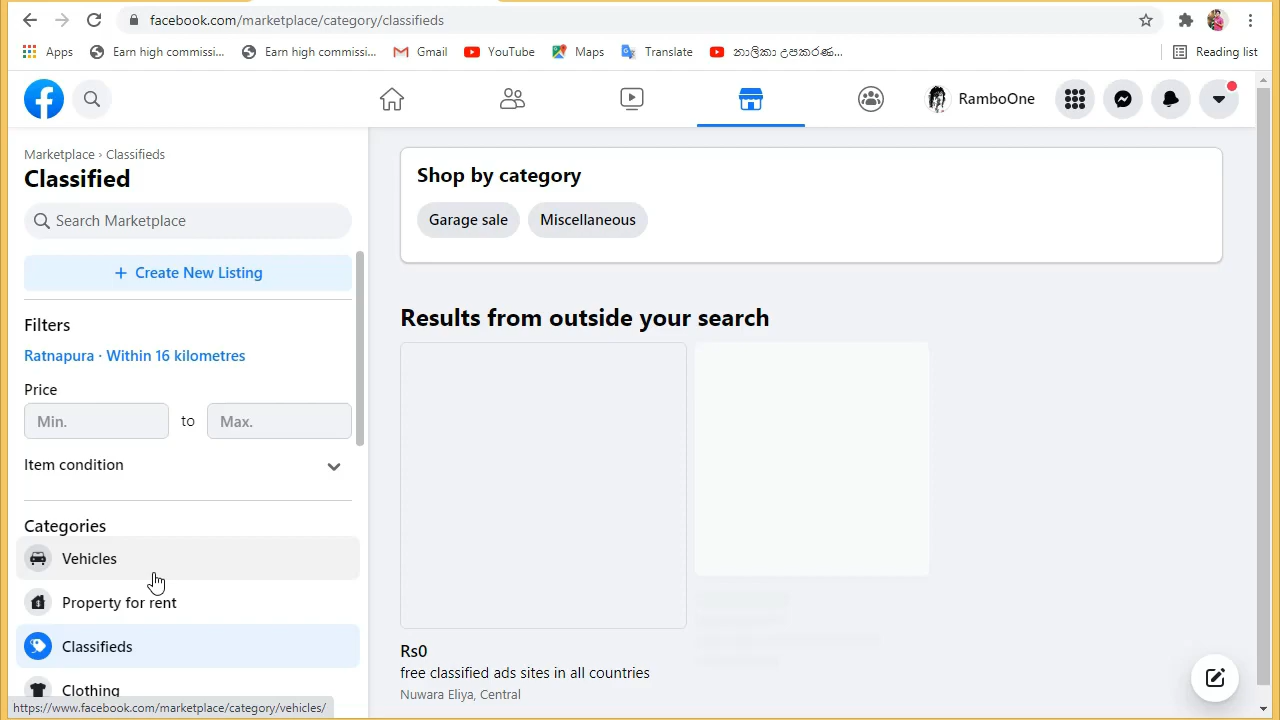 facebook.com/marketplace/category/classifieds
Apps Earn high commissi... Earn high commissi... Gmail YouTube Maps Translate නාලිකා උපකරණ... Reading list
RamboOne
Marketplace › Classifieds
Classified
Search Marketplace
+ Create New Listing
Filters
Ratnapura · Within 16 kilometres
Price
Min. to Max.
Item condition
Categories
Vehicles
Property for rent
Classifieds
Clothing
https://www.facebook.com/marketplace/category/vehicles/
Shop by category
Garage sale Miscellaneous
Results from outside your search
Rs0
free classified ads sites in all countries
Nuwara Eliya, Central